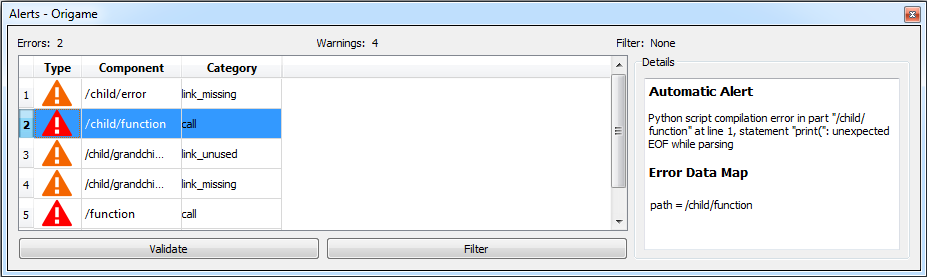 Alerts - Origame
Errors: 2 Warnings: 4 Filter: None
Type Component Category
1 /child/error link_missing
2 /child/function call
3 /child/grandchi... link_unused
4 /child/grandchi... link_missing
5 /function call
Validate Filter
Details
Automatic Alert
Python script compilation error in part "/child/
function" at line 1, statement "print(": unexpected
EOF while parsing
Error Data Map
path = /child/function